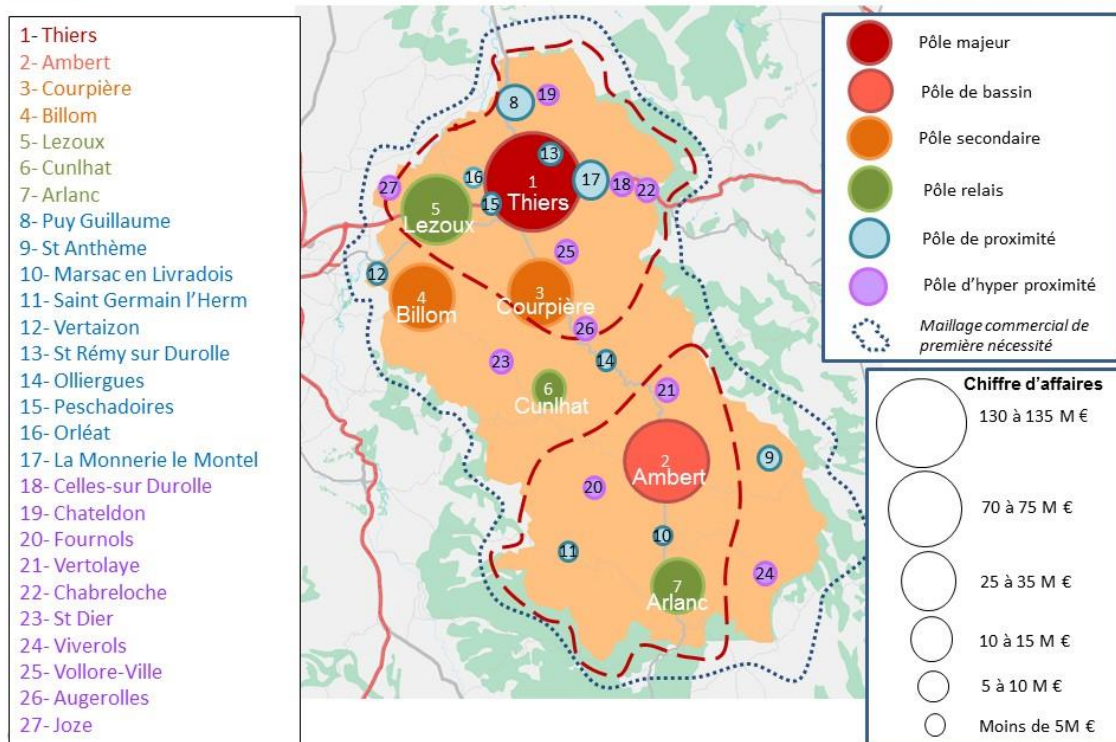 1- Thiers
2- Ambert
3- Courpière
4- Billom
5- Lezoux
6- Cunlhat
7- Arlanc
8- Puy Guillaume
9- St Anthème
10- Marsac en Livradois
11- Saint Germain l’Herm
12- Vertaizon
13- St Rémy sur Durolle
14- Olliergues
15- Peschadoires
16- Orléat
17- La Monnerie le Montel
18- Celles-sur Durolle
19- Chateldon
20- Fournols
21- Vertolaye
22- Chabreloche
23- St Dier
24- Viverols
25- Vollore-Ville
26- Augerolles
27- Joze
8
19
13
16
17
27
1
Thiers
18
22
15
5
Lezoux
25
12
4
Billom
3
Courpière
26
23
14
6
Cunlhat
21
2
Ambert
9
20
10
11
7
Arlanc
24
Pôle majeur
Pôle de bassin
Pôle secondaire
Pôle relais
Pôle de proximité
Pôle d’hyper proximité
Maillage commercial de
première nécessité
Chiffre d’affaires
130 à 135 M €
70 à 75 M €
25 à 35 M €
10 à 15 M €
5 à 10 M €
Moins de 5M €